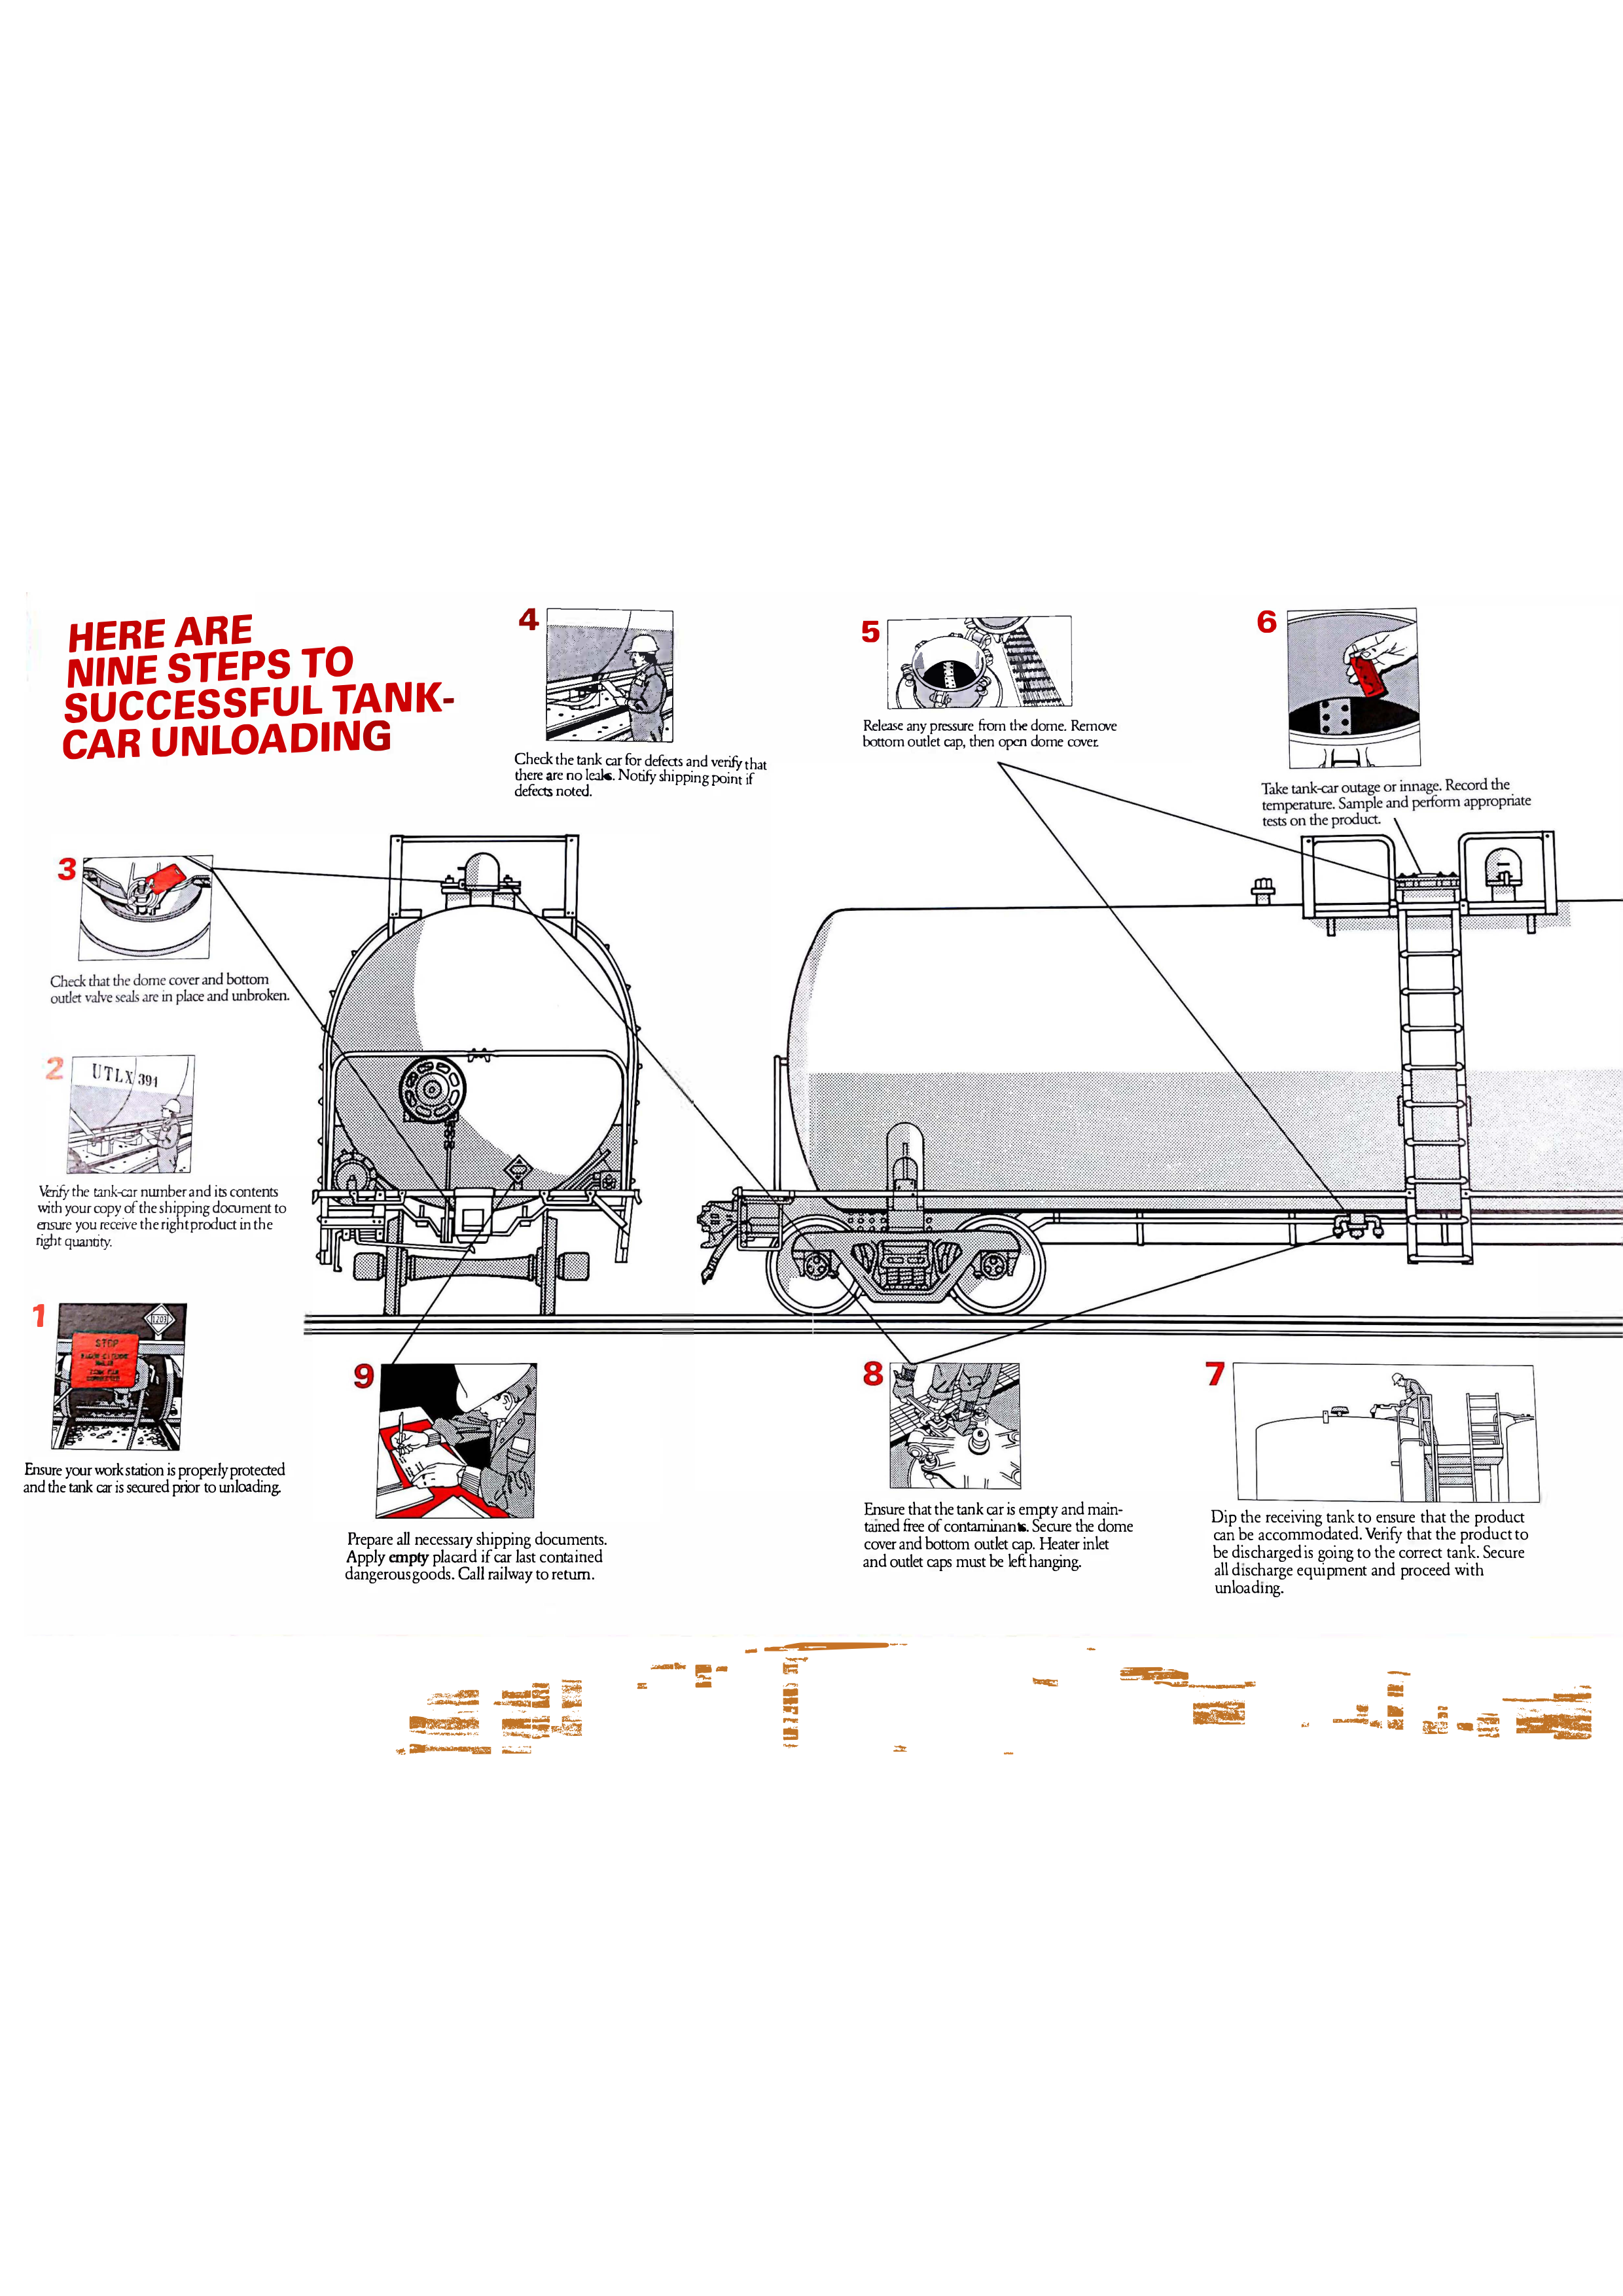 HERE ARE
NINE STEPS TO
SUCCESSFUL TANK-
CAR UNLOADING
1
STOP
1203
Ensure your work station is properly protected
and the tank car is secured prior to unloading.
2
UTLX 391
Verify the tank-car number and its contents
with your copy of the shipping document to
ensure you receive the right product in the
right quantity.
3
Check that the dome cover and bottom
outlet valve seals are in place and unbroken.
4
Check the tank car for defects and verify that
there are no leaks. Notify shipping point if
defects noted.
5
Release any pressure from the dome. Remove
bottom outlet cap, then open dome cover.
6
Take tank-car outage or innage. Record the
temperature. Sample and perform appropriate
tests on the product.
7
Dip the receiving tank to ensure that the product
can be accommodated. Verify that the product to
be discharged is going to the correct tank. Secure
all discharge equipment and proceed with
unloading.
8
Ensure that the tank car is empty and main-
tained free of contaminants. Secure the dome
cover and bottom outlet cap. Heater inlet
and outlet caps must be left hanging.
9
Prepare all necessary shipping documents.
Apply empty placard if car last contained
dangerous goods. Call railway to return.